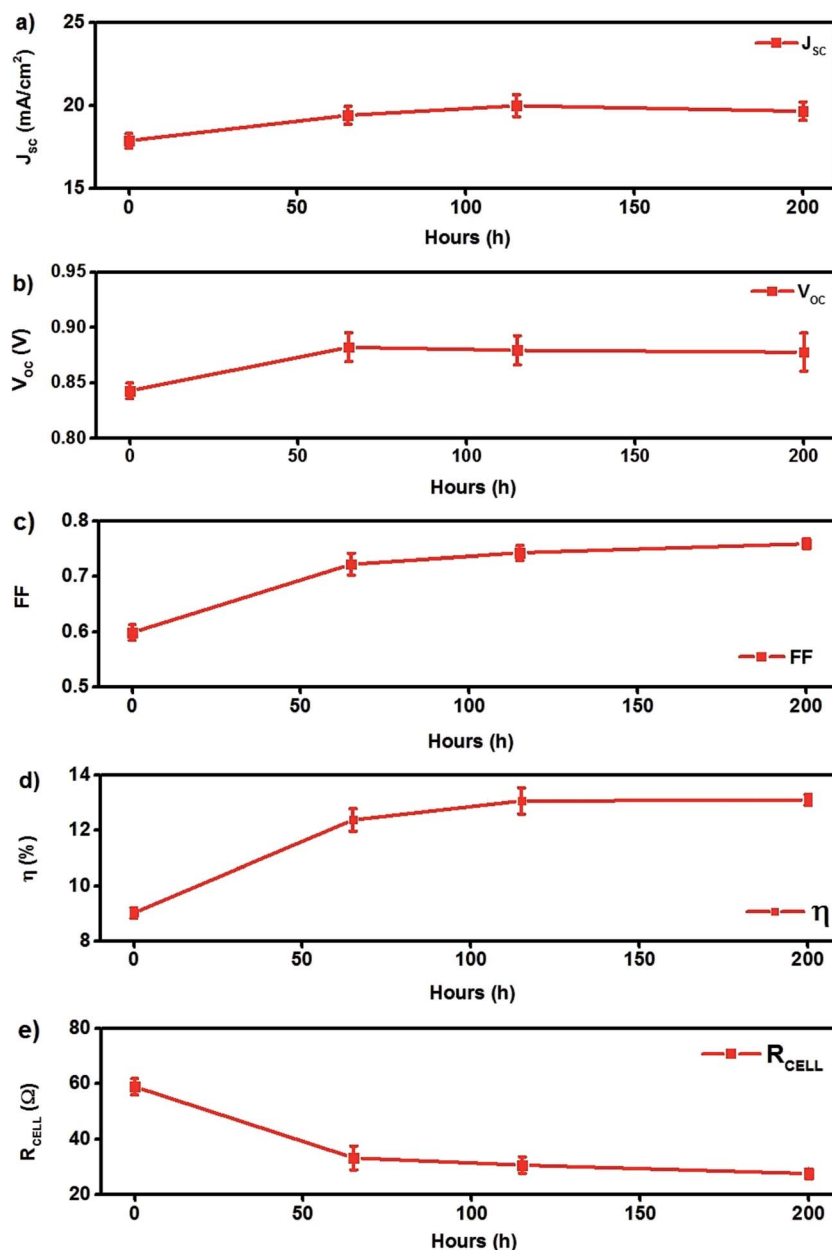 a)
25
20
15
J_SC (mA/cm²)
J_SC
0 50 100 150 200
Hours (h)
b)
0.95
0.90
0.85
0.80
V_OC (V)
V_OC
0 50 100 150 200
Hours (h)
c)
0.8
0.7
0.6
0.5
FF
FF
0 50 100 150 200
Hours (h)
d)
14
12
10
8
η (%)
η
0 50 100 150 200
Hours (h)
e)
80
60
40
20
R_CELL (Ω)
R_CELL
0 50 100 150 200
Hours (h)